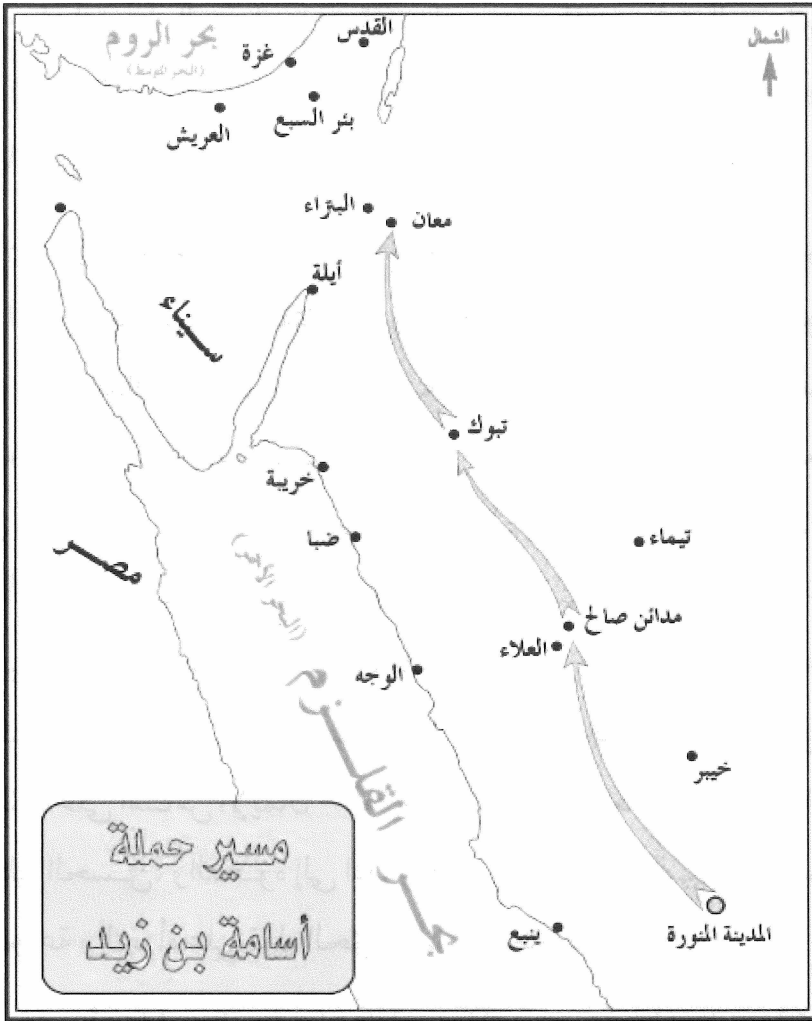 القدس
الشمال
بحر الروم
(البحر المتوسط)
غزة
بئر السبع
العريش
البتراء
معان
أيلة
سيناء
تبوك
خريبة
ضبا
تيماء
مصر
(البحر الأحمر)
مدائن صالح
العلاء
الوجه
بحر القلزم
خيبر
مسير حملة
أسامة بن زيد
ينبع
المدينة المنورة